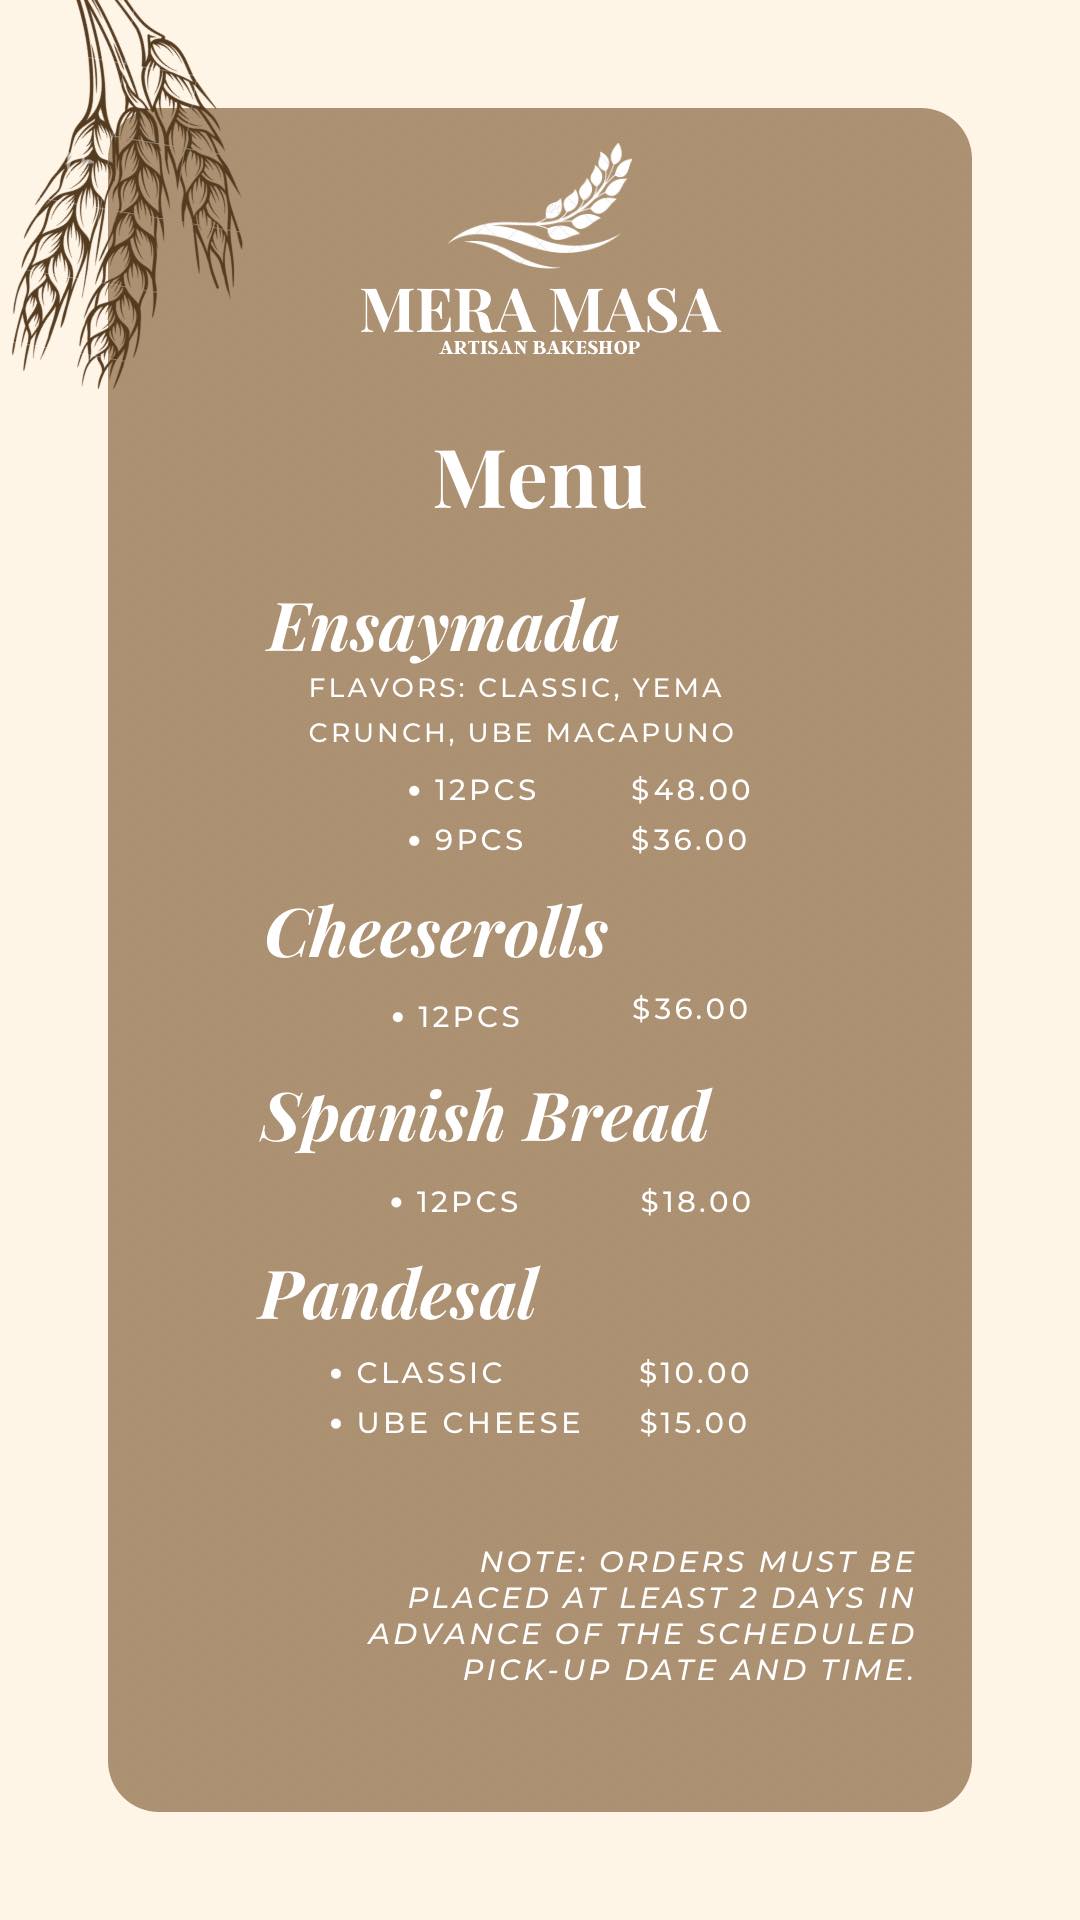 MERA MASA
ARTISAN BAKESHOP
Menu
Ensaymada
FLAVORS: CLASSIC, YEMA
CRUNCH, UBE MACAPUNO
• 12PCS $48.00
• 9PCS $36.00
Cheeserolls
• 12PCS $36.00
Spanish Bread
• 12PCS $18.00
Pandesal
• CLASSIC $10.00
• UBE CHEESE $15.00
NOTE: ORDERS MUST BE
PLACED AT LEAST 2 DAYS IN
ADVANCE OF THE SCHEDULED
PICK-UP DATE AND TIME.